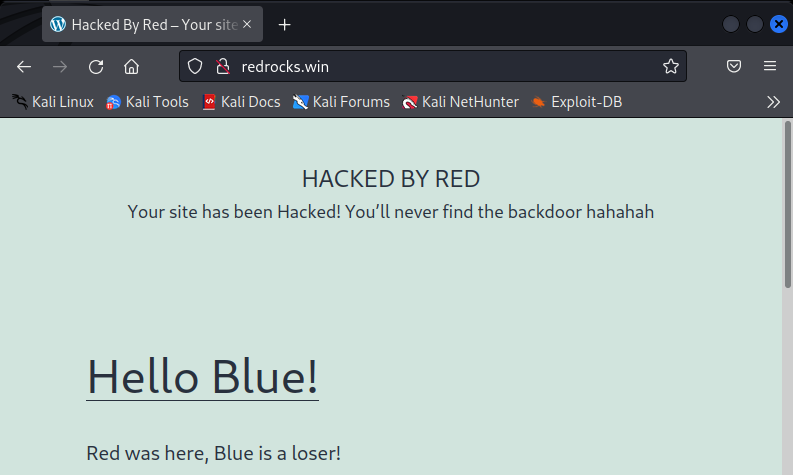 Hacked By Red – Your site
redrocks.win
Kali Linux
Kali Tools
Kali Docs
Kali Forums
Kali NetHunter
Exploit-DB
HACKED BY RED
Your site has been Hacked! You’ll never find the backdoor hahahah
Hello Blue!
Red was here, Blue is a loser!